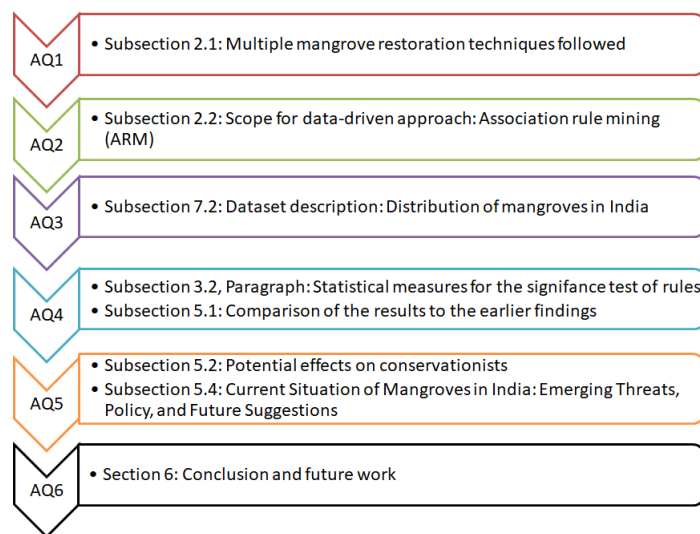 AQ1
• Subsection 2.1: Multiple mangrove restoration techniques followed
AQ2
• Subsection 2.2: Scope for data-driven approach: Association rule mining
(ARM)
AQ3
• Subsection 7.2: Dataset description: Distribution of mangroves in India
AQ4
• Subsection 3.2, Paragraph: Statistical measures for the signifance test of rules
• Subsection 5.1: Comparison of the results to the earlier findings
AQ5
• Subsection 5.2: Potential effects on conservationists
• Subsection 5.4: Current Situation of Mangroves in India: Emerging Threats,
Policy, and Future Suggestions
AQ6
• Section 6: Conclusion and future work